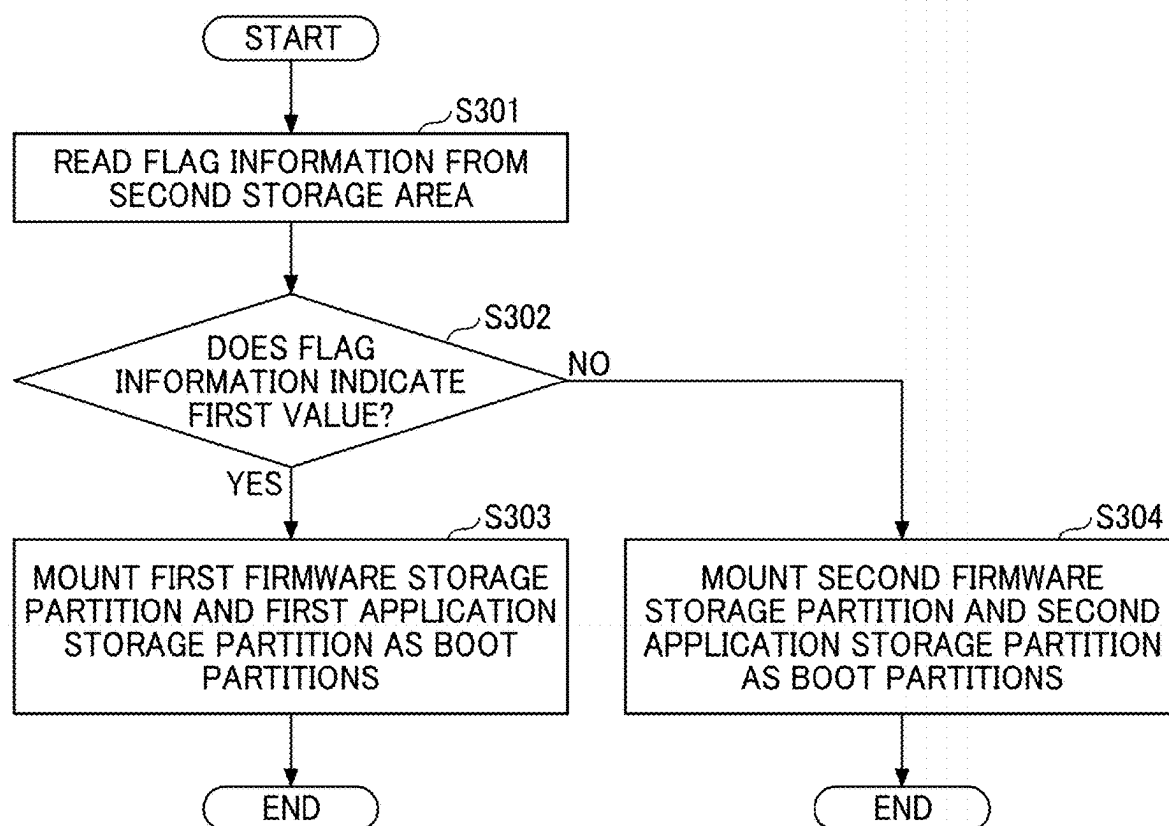 START
S301
READ FLAG INFORMATION FROM
SECOND STORAGE AREA
S302
DOES FLAG
INFORMATION INDICATE
FIRST VALUE?
NO
YES
S303
MOUNT FIRST FIRMWARE STORAGE
PARTITION AND FIRST APPLICATION
STORAGE PARTITION AS BOOT
PARTITIONS
S304
MOUNT SECOND FIRMWARE
STORAGE PARTITION AND SECOND
APPLICATION STORAGE PARTITION
AS BOOT PARTITIONS
END
END